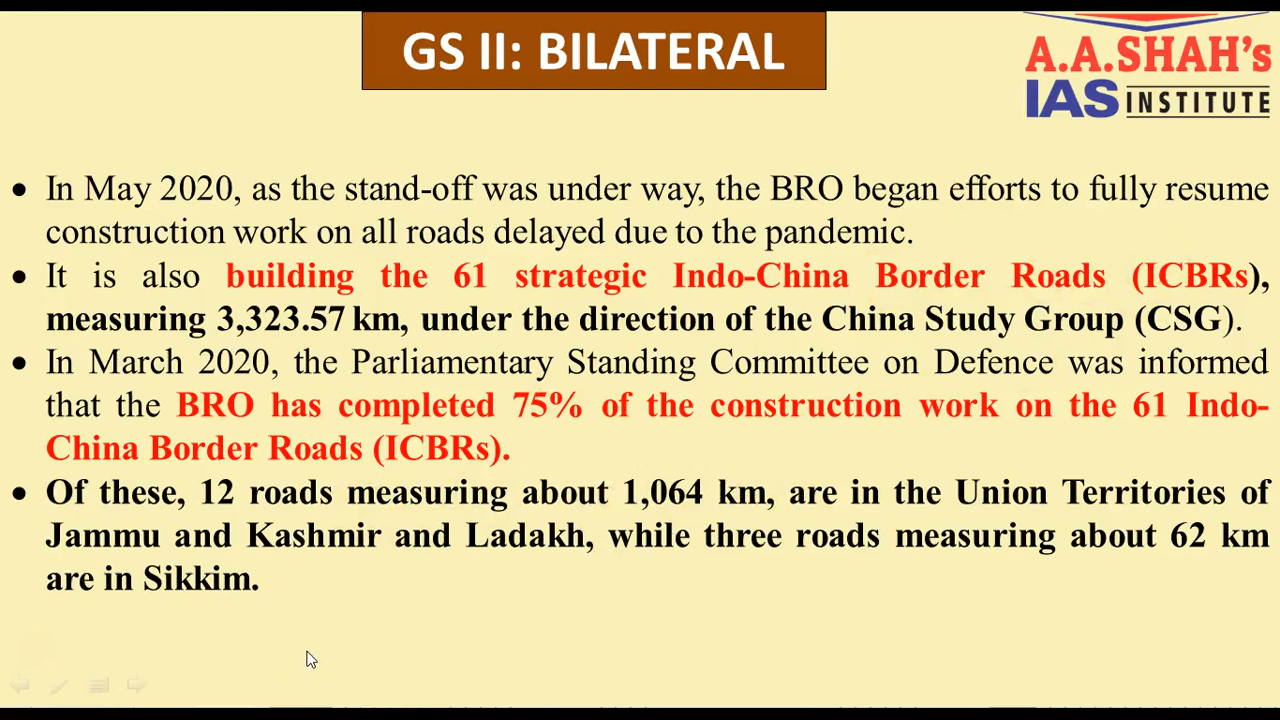 GS II: BILATERAL
A.A.SHAH's
IAS INSTITUTE
• In May 2020, as the stand-off was under way, the BRO began efforts to fully resume
construction work on all roads delayed due to the pandemic.
• It is also building the 61 strategic Indo-China Border Roads (ICBRs),
measuring 3,323.57 km, under the direction of the China Study Group (CSG).
• In March 2020, the Parliamentary Standing Committee on Defence was informed
that the BRO has completed 75% of the construction work on the 61 Indo-
China Border Roads (ICBRs).
• Of these, 12 roads measuring about 1,064 km, are in the Union Territories of
Jammu and Kashmir and Ladakh, while three roads measuring about 62 km
are in Sikkim.